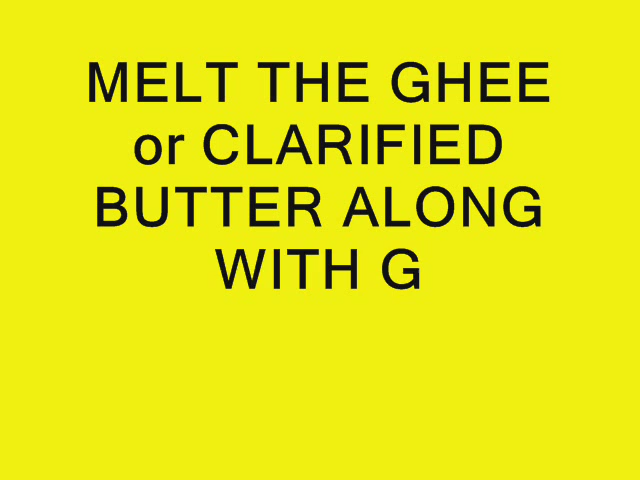 MELT THE GHEE
or CLARIFIED
BUTTER ALONG
WITH G